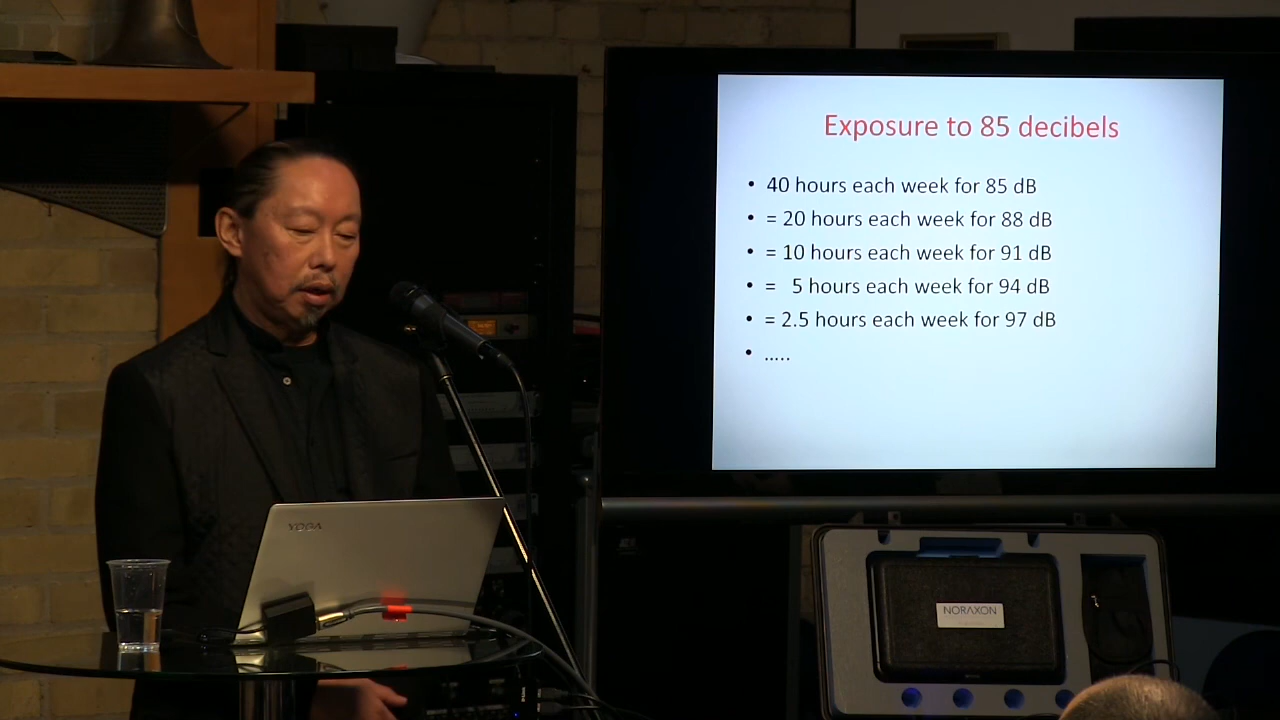 Exposure to 85 decibels
• 40 hours each week for 85 dB
• = 20 hours each week for 88 dB
• = 10 hours each week for 91 dB
• = 5 hours each week for 94 dB
• = 2.5 hours each week for 97 dB
• .....
YOGA
NORAXON